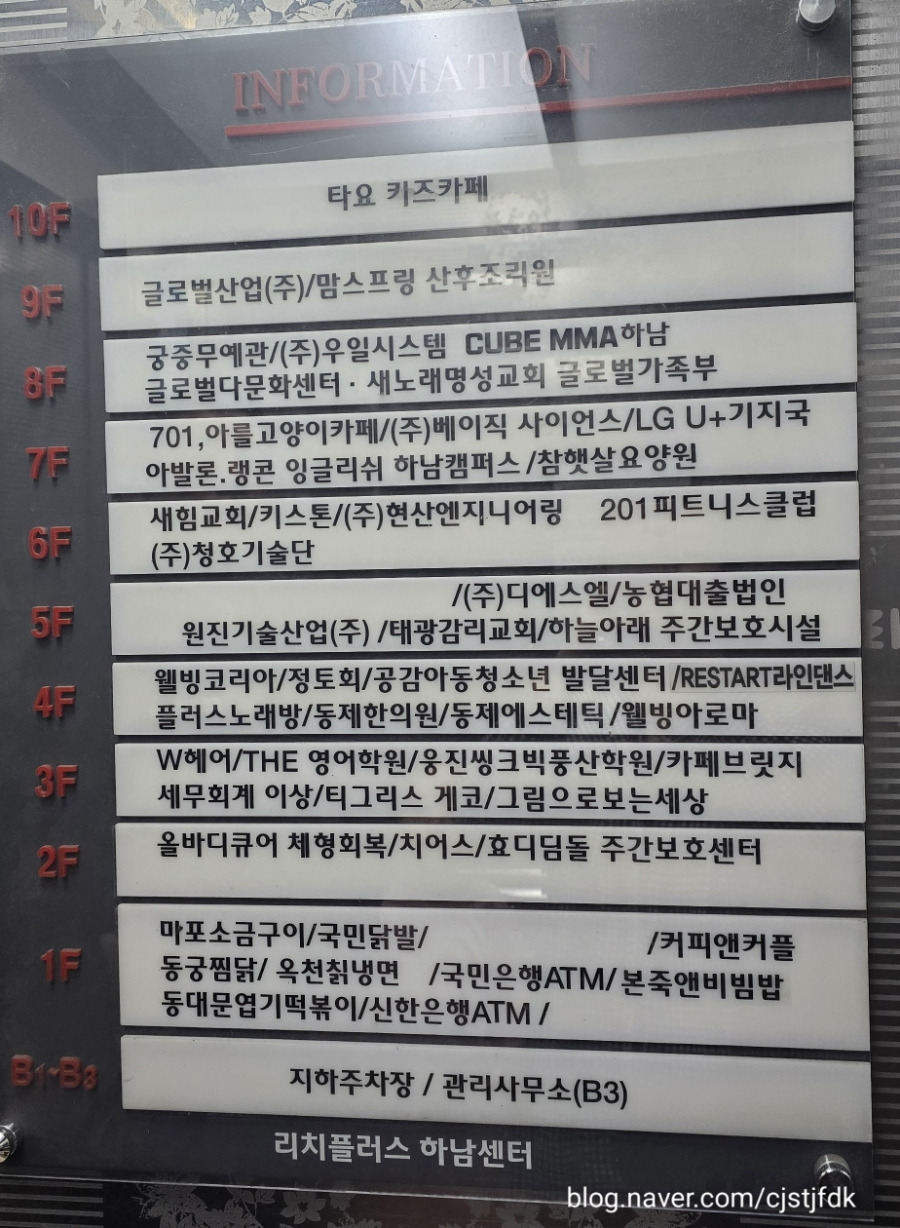 INFORMATION
10F 타요 키즈카페
9F 글로벌산업(주)/맘스프링 산후조리원
8F 궁중무예관/(주)우일시스템 CUBE MMA하남
글로벌다문화센터 · 새노래명성교회 글로벌가족부
7F 701,아를고양이카페/(주)베이직 사이언스/LG U+기지국
아발론.랭콘 잉글리쉬 하남캠퍼스/참햇살요양원
6F 새힘교회/키스톤/(주)현산엔지니어링 201피트니스클럽
(주)청호기술단
5F /(주)디에스엘/농협대출법인
원진기술산업(주) /태광감리교회/하늘아래 주간보호시설
4F 웰빙코리아/정토회/공감아동청소년 발달센터/RESTART라인댄스
플러스노래방/동제한의원/동제에스테틱/웰빙아로마
3F W헤어/THE 영어학원/웅진씽크빅풍산학원/카페브릿지
세무회계 이상/티그리스 게코/그림으로보는세상
2F 올바디큐어 체형회복/치어스/효디딤돌 주간보호센터
1F 마포소금구이/국민닭발/ /커피앤커플
동궁찜닭/ 옥천칡냉면 /국민은행ATM/본죽앤비빔밥
동대문엽기떡볶이/신한은행ATM /
B1~B3 지하주차장 / 관리사무소(B3)
리치플러스 하남센터
blog.naver.com/cjstjfdk